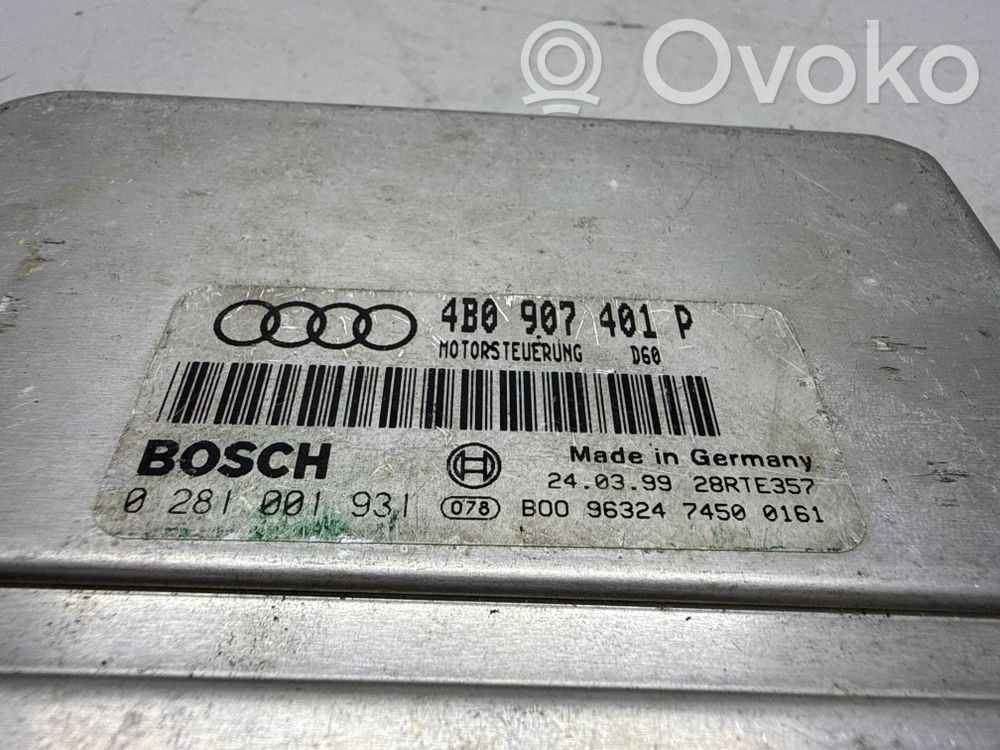 Ovoko
4B0 907 401 P
MOTORSTEUERUNG D60
BOSCH
Made in Germany
24.03.99 28RTE357
0 281 001 931
078
B00 96324 7450 0161